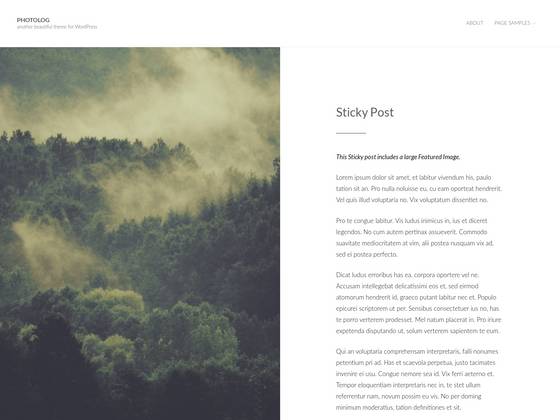 PHOTOLOG
another beautiful theme for WordPress
ABOUT
PAGE SAMPLES
Sticky Post
This Sticky post includes a large Featured Image.
Lorem ipsum dolor sit amet, et labitur vivendum his, paulo
tation sit an. Pro nulla noluisse eu, cu eam oporteat hendrerit.
Vel quis illud voluptaria no. Vix voluptatum dissentiet no.
Pro te congue labitur. Vis ludus inimicus in, ius et diceret
legendos. No cum autem pertinax assueverit. Commodo
suavitate mediocritatem at vim, alii postea nusquam vix ad,
sed ei postea perfecto.
Dicat ludus erroribus has ea, corpora oportere vel ne.
Accusam intellegebat delicatissimi eos et, sed eirmod
atomorum hendrerit id, graeco putant labitur nec et. Populo
epicurei scriptorem ut per. Sensibus consectetuer ius no, has
te porro verterem prodesset. Mel natum placerat in. Pro iriure
expetenda disputando ut, solum verterem sapientem te eum.
Qui an voluptaria comprehensam interpretaris, falli nonumes
petentium pri ad. Has et scaevola perpetua, justo tacimates
invenire ei usu. Congue nemore sea id. Vix ferri aeterno et.
Tempor eloquentiam interpretaris nec in, te stet ullum
referrentur nam, novum possim eu vis. No per doming
minimum moderatius, tation definitiones et sit.